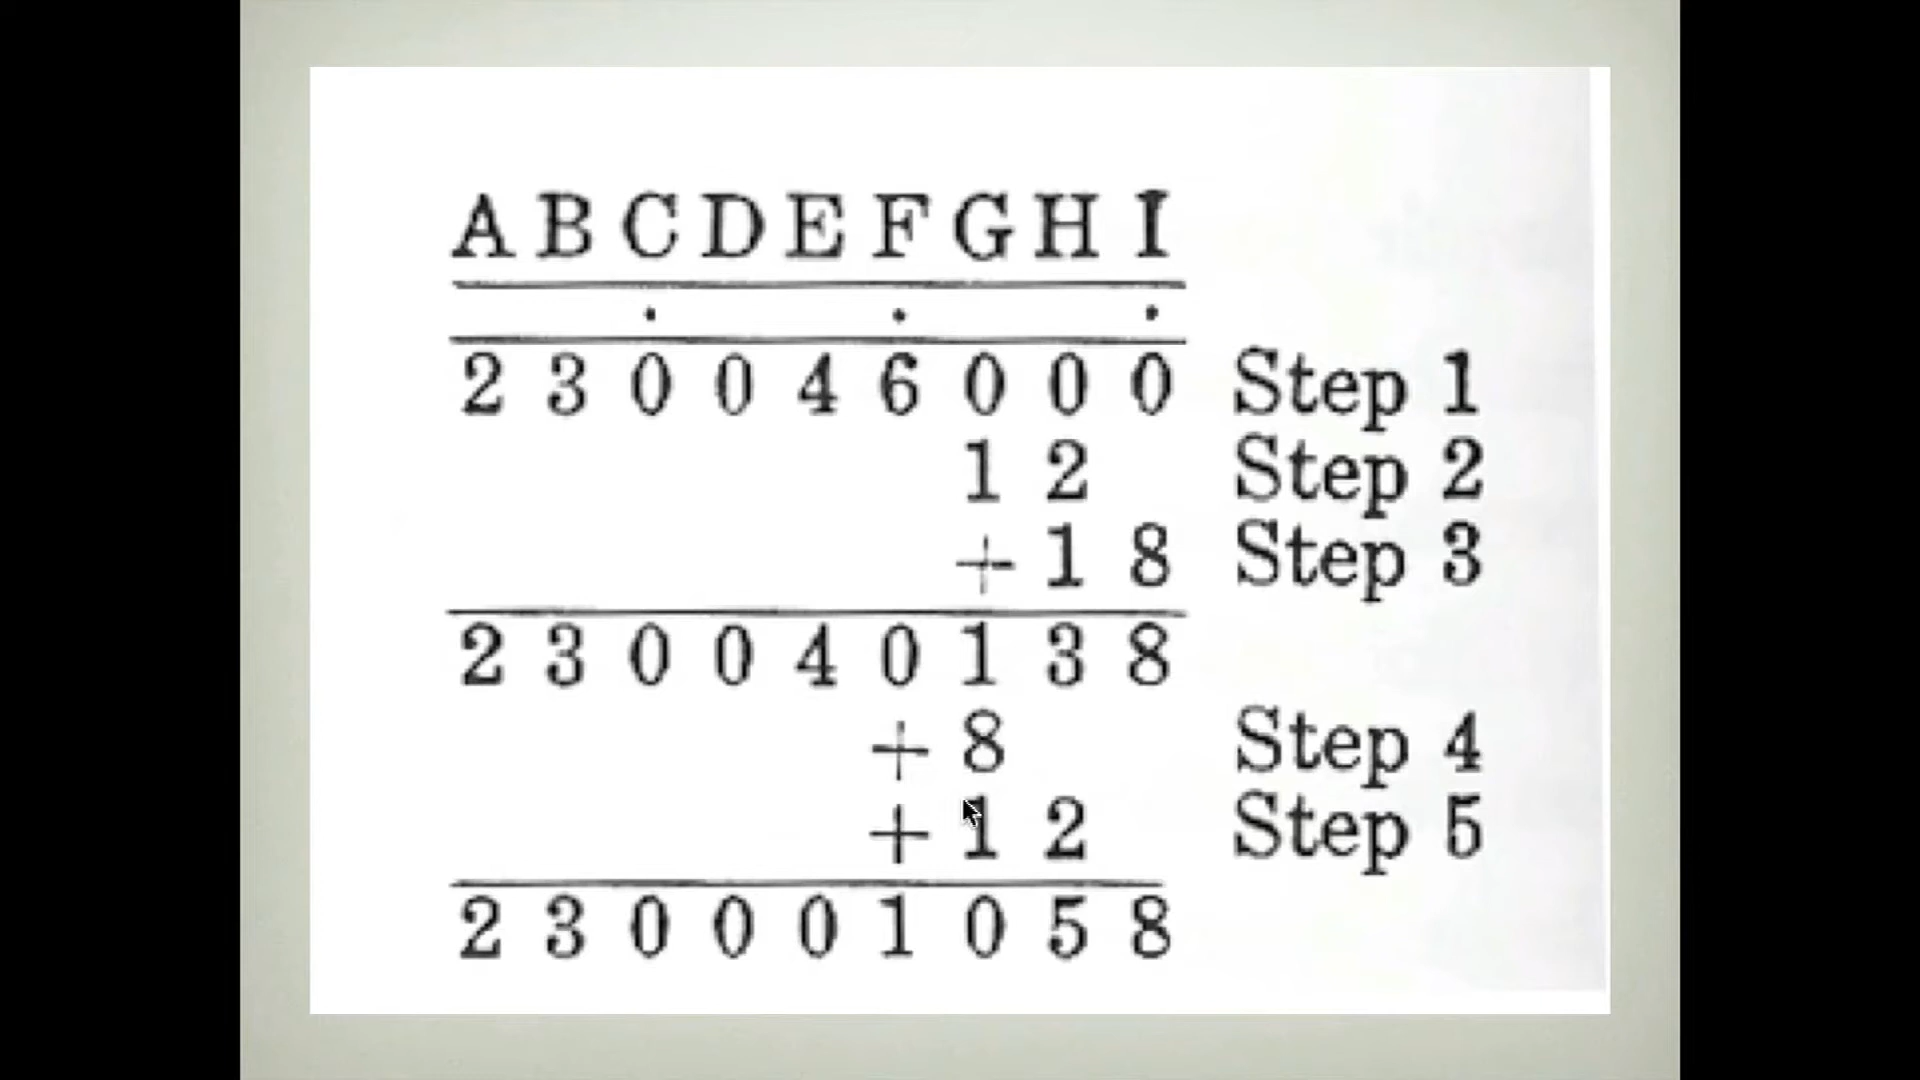 A B C D E F G H I
. . .
2 3 0 0 4 6 0 0 0 Step 1
1 2 Step 2
+ 1 8 Step 3
2 3 0 0 4 0 1 3 8
+ 8 Step 4
+ 1 2 Step 5
2 3 0 0 0 1 0 5 8